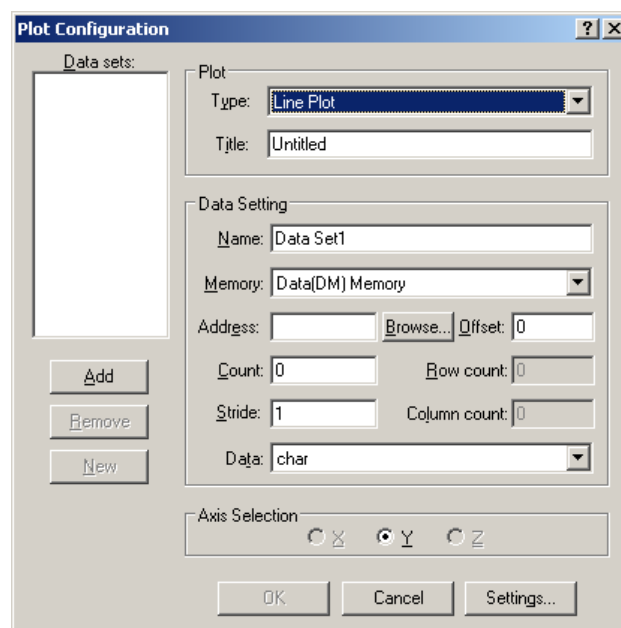 Plot Configuration
Data sets:
Add
Remove
New
Plot
Type: Line Plot
Title: Untitled
Data Setting
Name: Data Set1
Memory: Data(DM) Memory
Address: Browse... Offset: 0
Count: 0 Row count: 0
Stride: 1 Column count: 0
Data: char
Axis Selection
X Y Z
OK Cancel Settings...